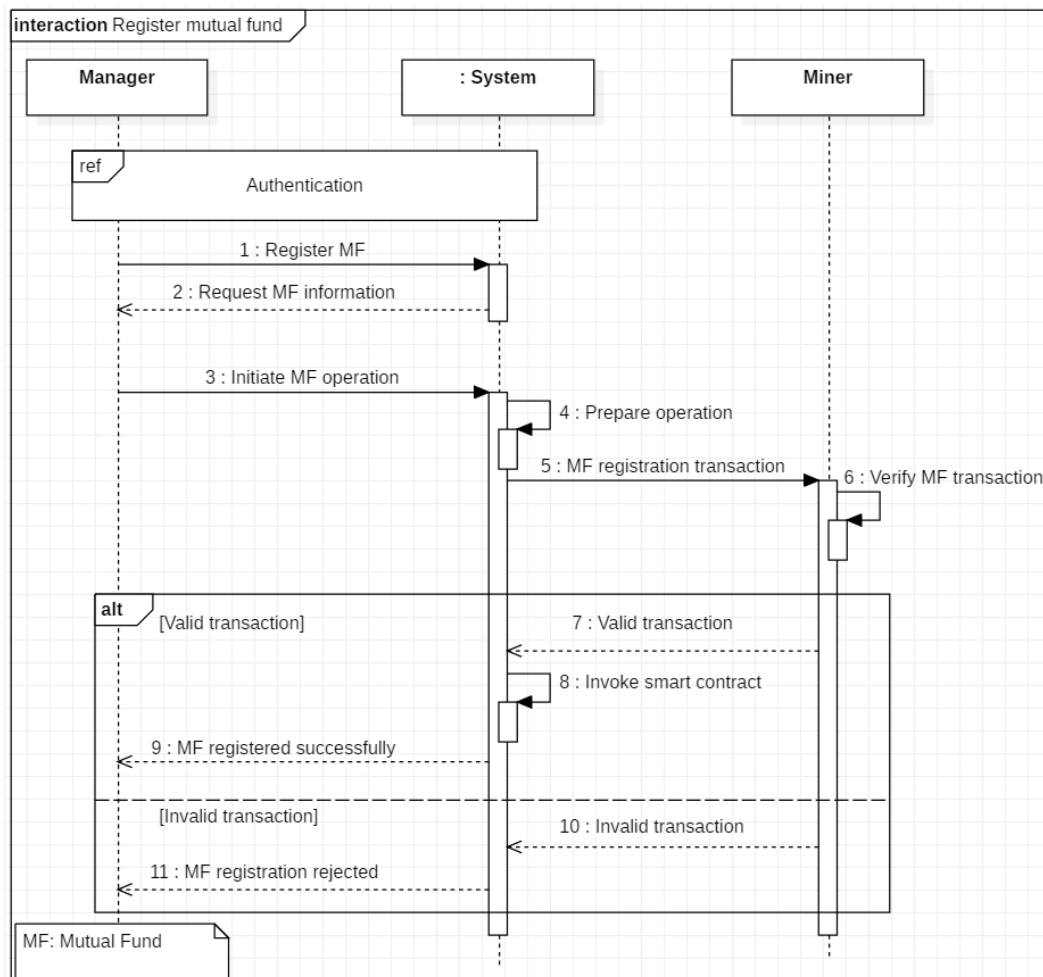 interaction Register mutual fund
Manager
: System
Miner
ref
Authentication
1 : Register MF
2 : Request MF information
3 : Initiate MF operation
4 : Prepare operation
5 : MF registration transaction
6 : Verify MF transaction
alt
[Valid transaction]
7 : Valid transaction
8 : Invoke smart contract
9 : MF registered successfully
[Invalid transaction]
10 : Invalid transaction
11 : MF registration rejected
MF: Mutual Fund